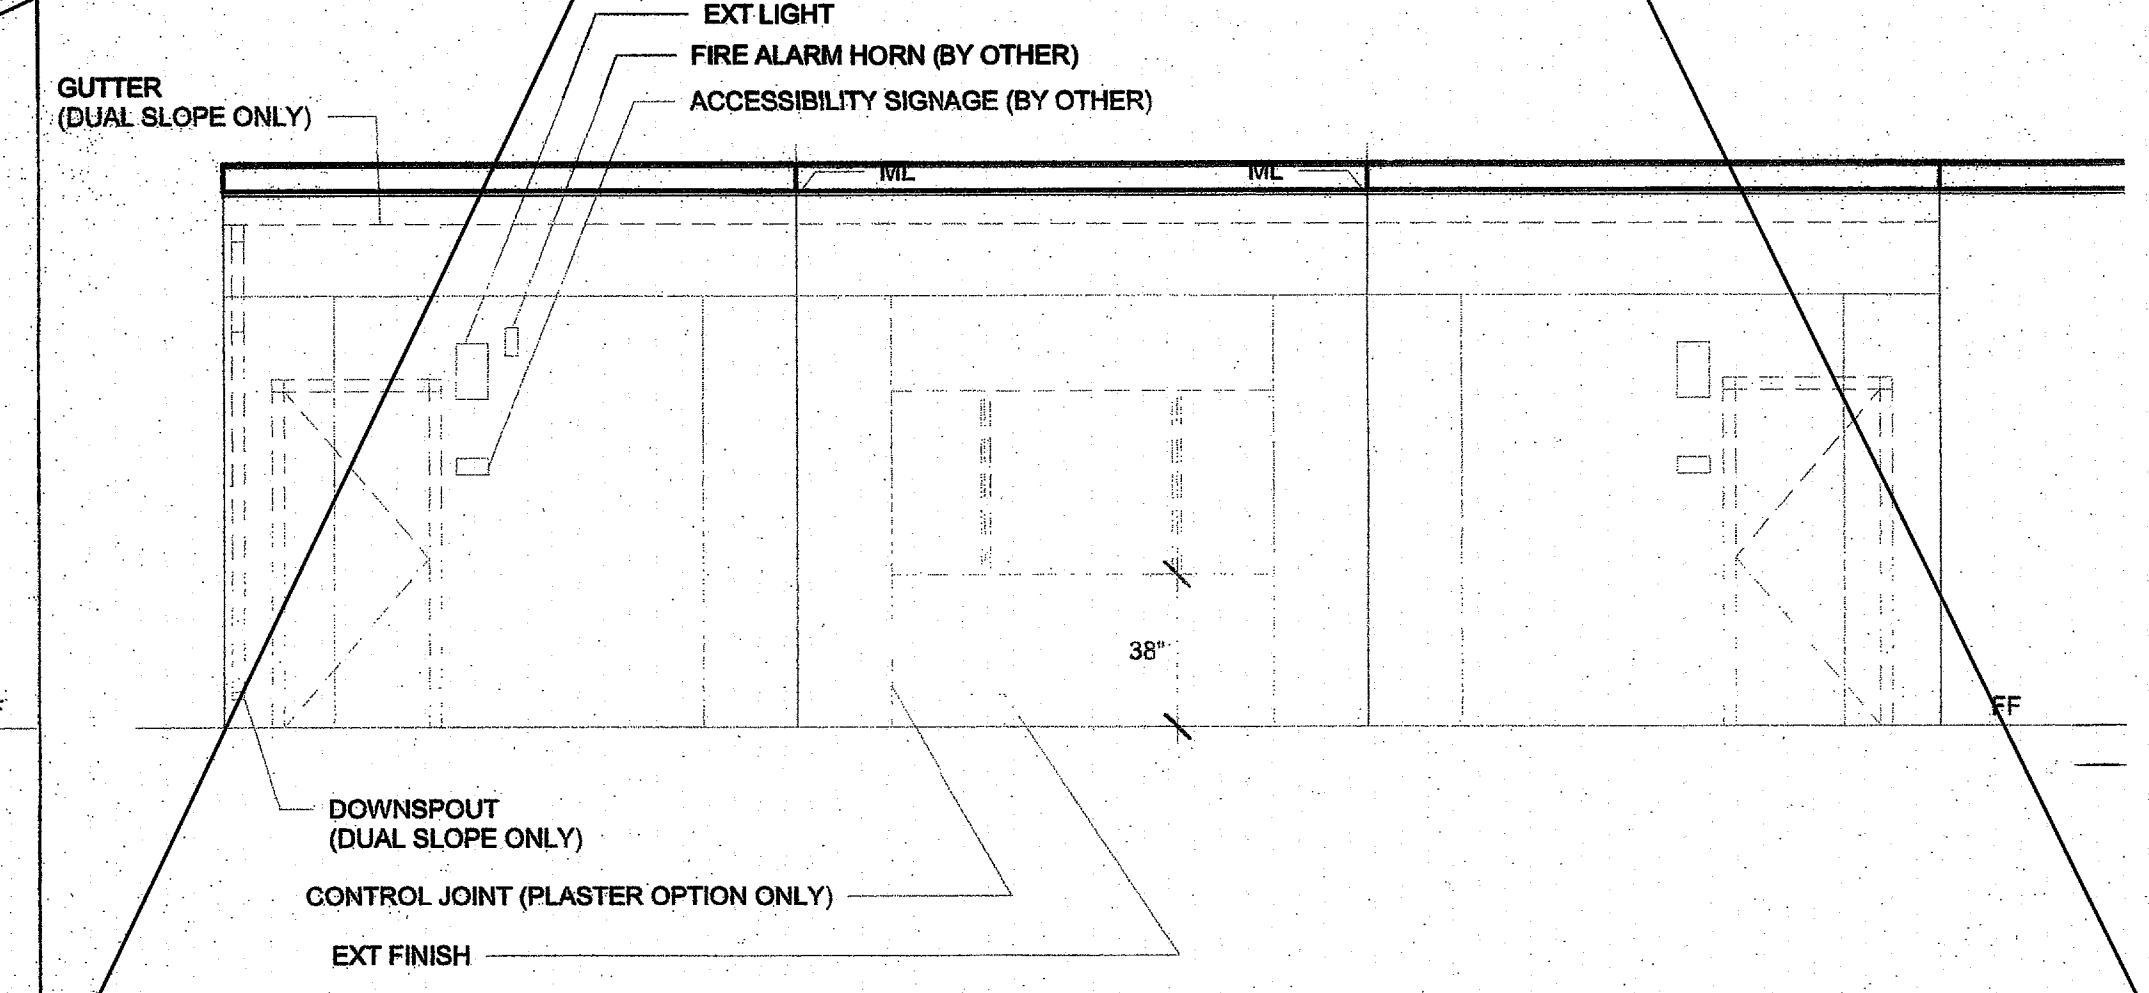 EXT LIGHT
FIRE ALARM HORN (BY OTHER)
GUTTER
(DUAL SLOPE ONLY)
ACCESSIBILITY SIGNAGE (BY OTHER)
ML
ML
38"
FF
DOWNSPOUT
(DUAL SLOPE ONLY)
CONTROL JOINT (PLASTER OPTION ONLY)
EXT FINISH